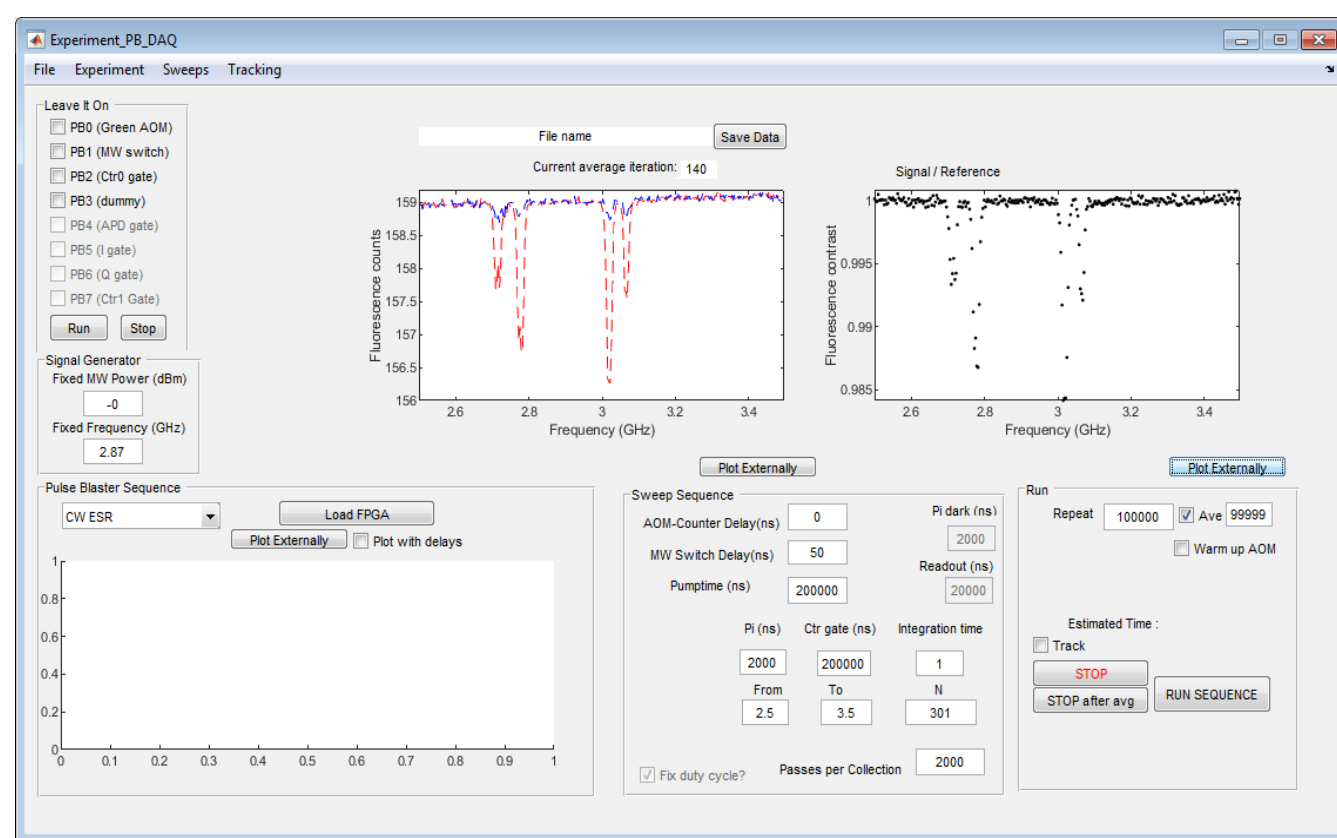 Experiment_PB_DAQ
File Experiment Sweeps Tracking
Leave It On
PB0 (Green AOM)
PB1 (MW switch)
PB2 (Ctr0 gate)
PB3 (dummy)
PB4 (APD gate)
PB5 (I gate)
PB6 (Q gate)
PB7 (Ctr1 Gate)
Run Stop
Signal Generator
Fixed MW Power (dBm)
-0
Fixed Frequency (GHz)
2.87
File name Save Data
Current average iteration: 140
Fluorescence counts
159
158.5
158
157.5
157
156.5
156
2.6 2.8 3 3.2 3.4
Frequency (GHz)
Plot Externally
Signal / Reference
Fluorescence contrast
1
0.995
0.99
0.985
2.6 2.8 3 3.2 3.4
Frequency (GHz)
Plot Externally
Pulse Blaster Sequence
CW ESR Load FPGA
Plot Externally Plot with delays
1
0.8
0.6
0.4
0.2
0
0 0.1 0.2 0.3 0.4 0.5 0.6 0.7 0.8 0.9 1
Sweep Sequence
AOM-Counter Delay(ns) 0 Pi dark (ns)
2000
MW Switch Delay(ns) 50
Readout (ns)
Pumptime (ns) 200000 20000
Pi (ns) Ctr gate (ns) Integration time
2000 200000 1
From To N
2.5 3.5 301
Fix duty cycle? Passes per Collection 2000
Run
Repeat 100000 Ave 99999
Warm up AOM
Estimated Time :
Track
STOP
STOP after avg RUN SEQUENCE